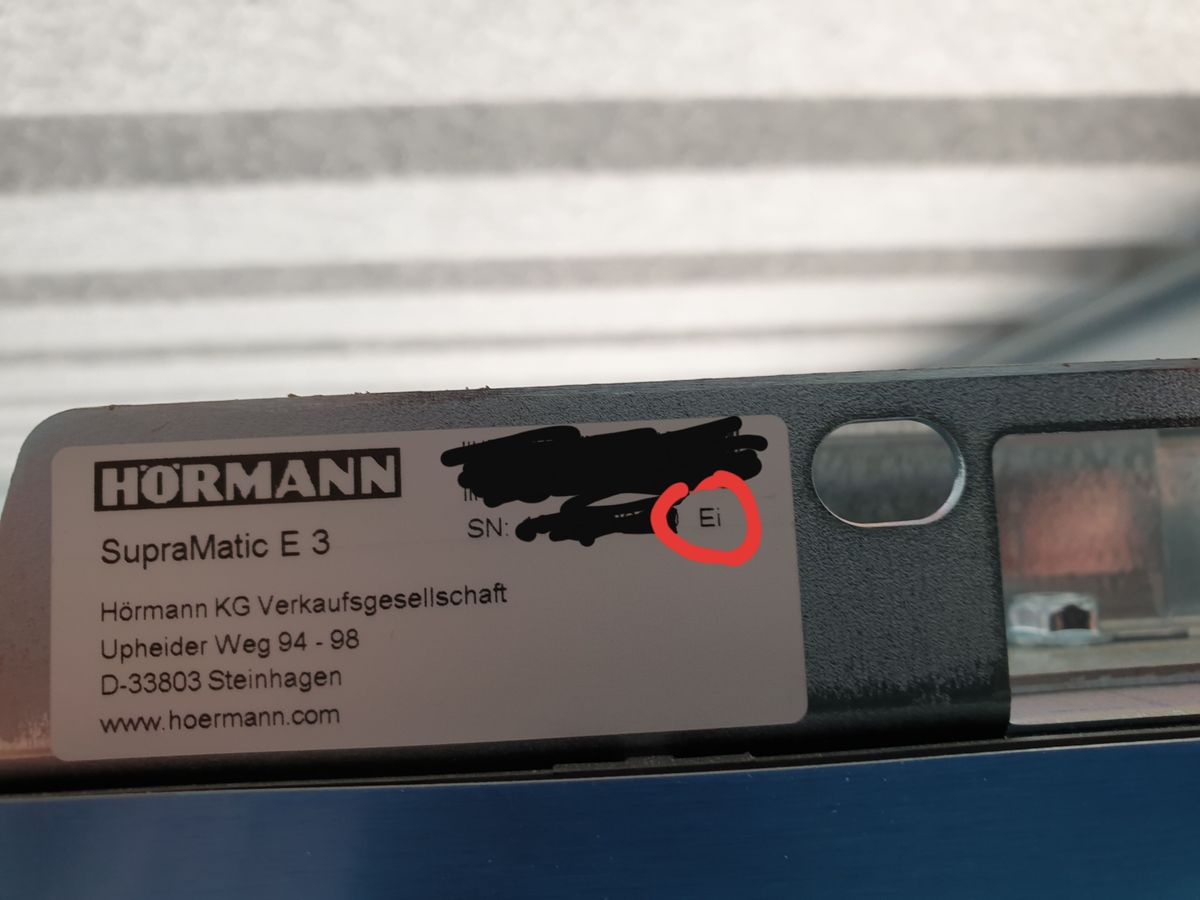 HÖRMANN
SupraMatic E 3
SN: Ei
Hörmann KG Verkaufsgesellschaft
Upheider Weg 94 - 98
D-33803 Steinhagen
www.hoermann.com